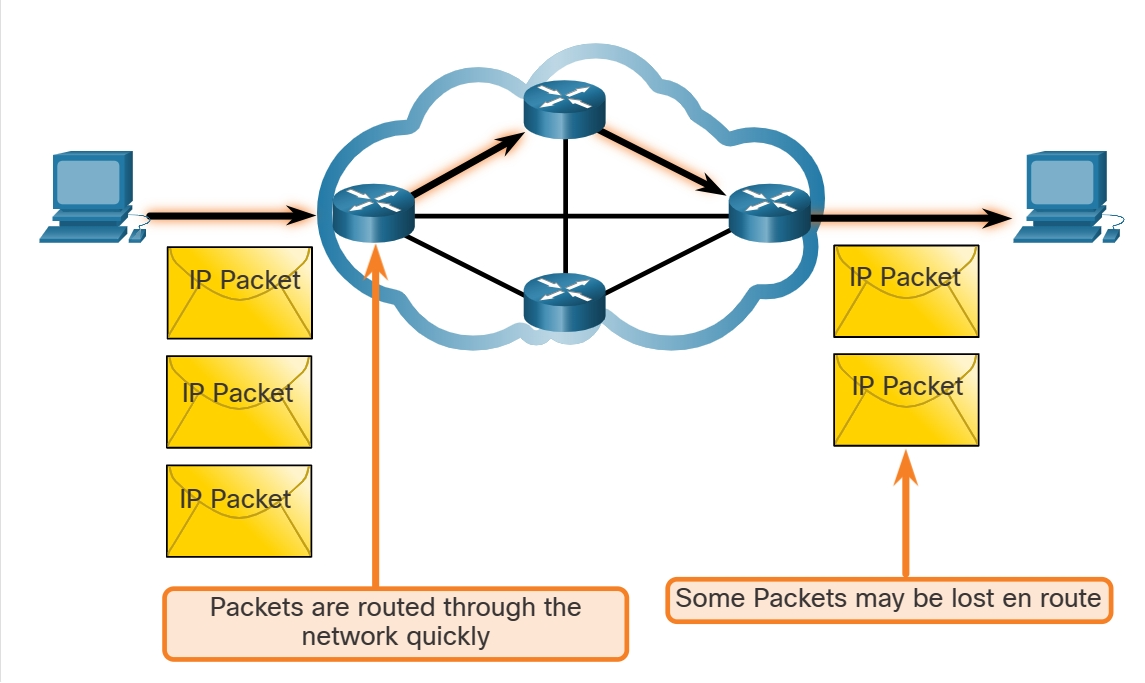 IP Packet
IP Packet
IP Packet
IP Packet
IP Packet
Packets are routed through the
network quickly
Some Packets may be lost en route